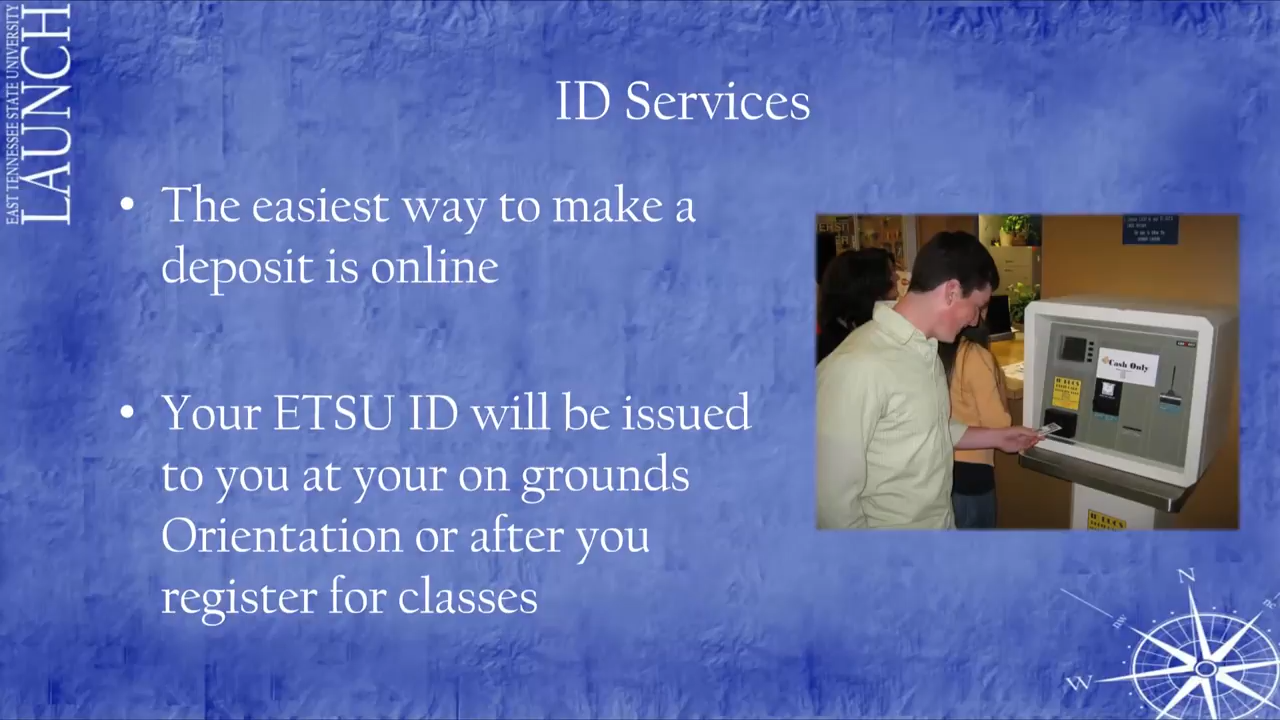 EAST TENNESSEE STATE UNIVERSITY
LAUNCH
ID Services
• The easiest way to make a
deposit is online
• Your ETSU ID will be issued
to you at your on grounds
Orientation or after you
register for classes
Cash Only
N
nw
W